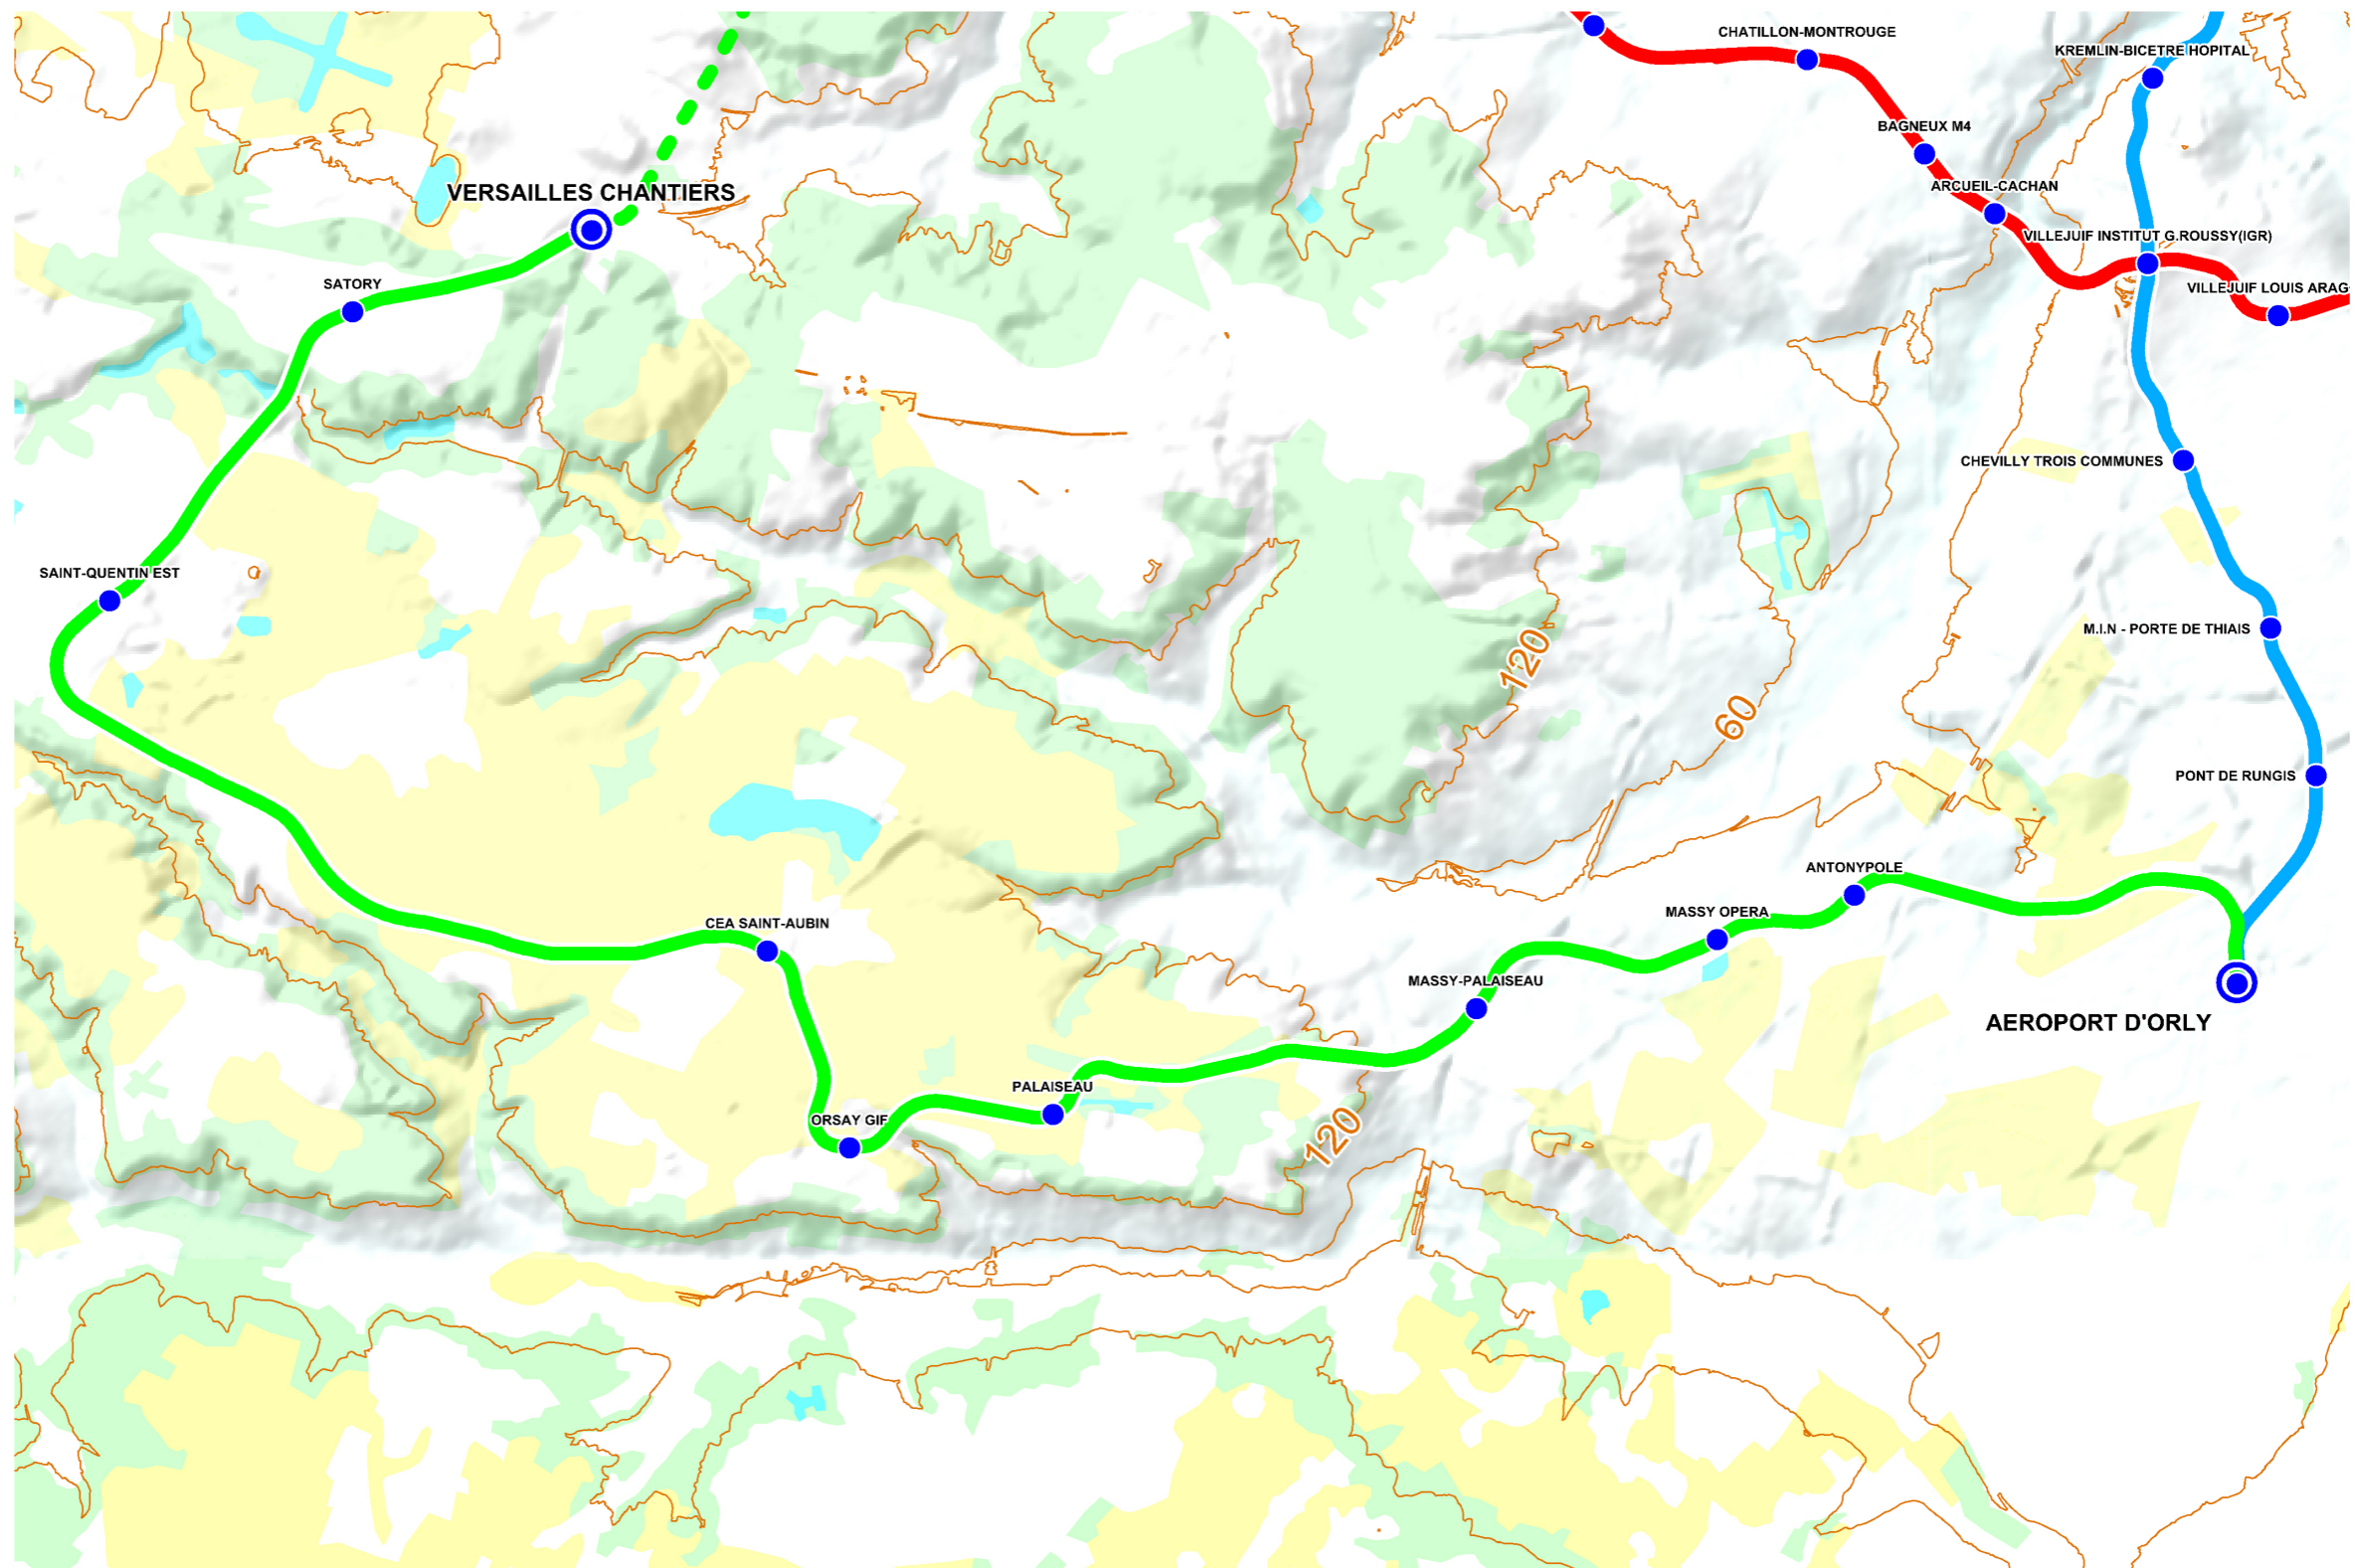 CHATILLON-MONTROUGE
KREMLIN-BICETRE HOPITAL
BAGNEUX M4
VERSAILLES CHANTIERS
ARCUEIL-CACHAN
VILLEJUIF INSTITUT G.ROUSSY(IGR)
SATORY
VILLEJUIF LOUIS ARAG
CHEVILLY TROIS COMMUNES
SAINT-QUENTIN EST
M.I.N - PORTE DE THIAIS
120
60
PONT DE RUNGIS
ANTONYPOLE
MASSY OPERA
CEA SAINT-AUBIN
MASSY-PALAISEAU
AEROPORT D'ORLY
PALAISEAU
ORSAY GIF
120